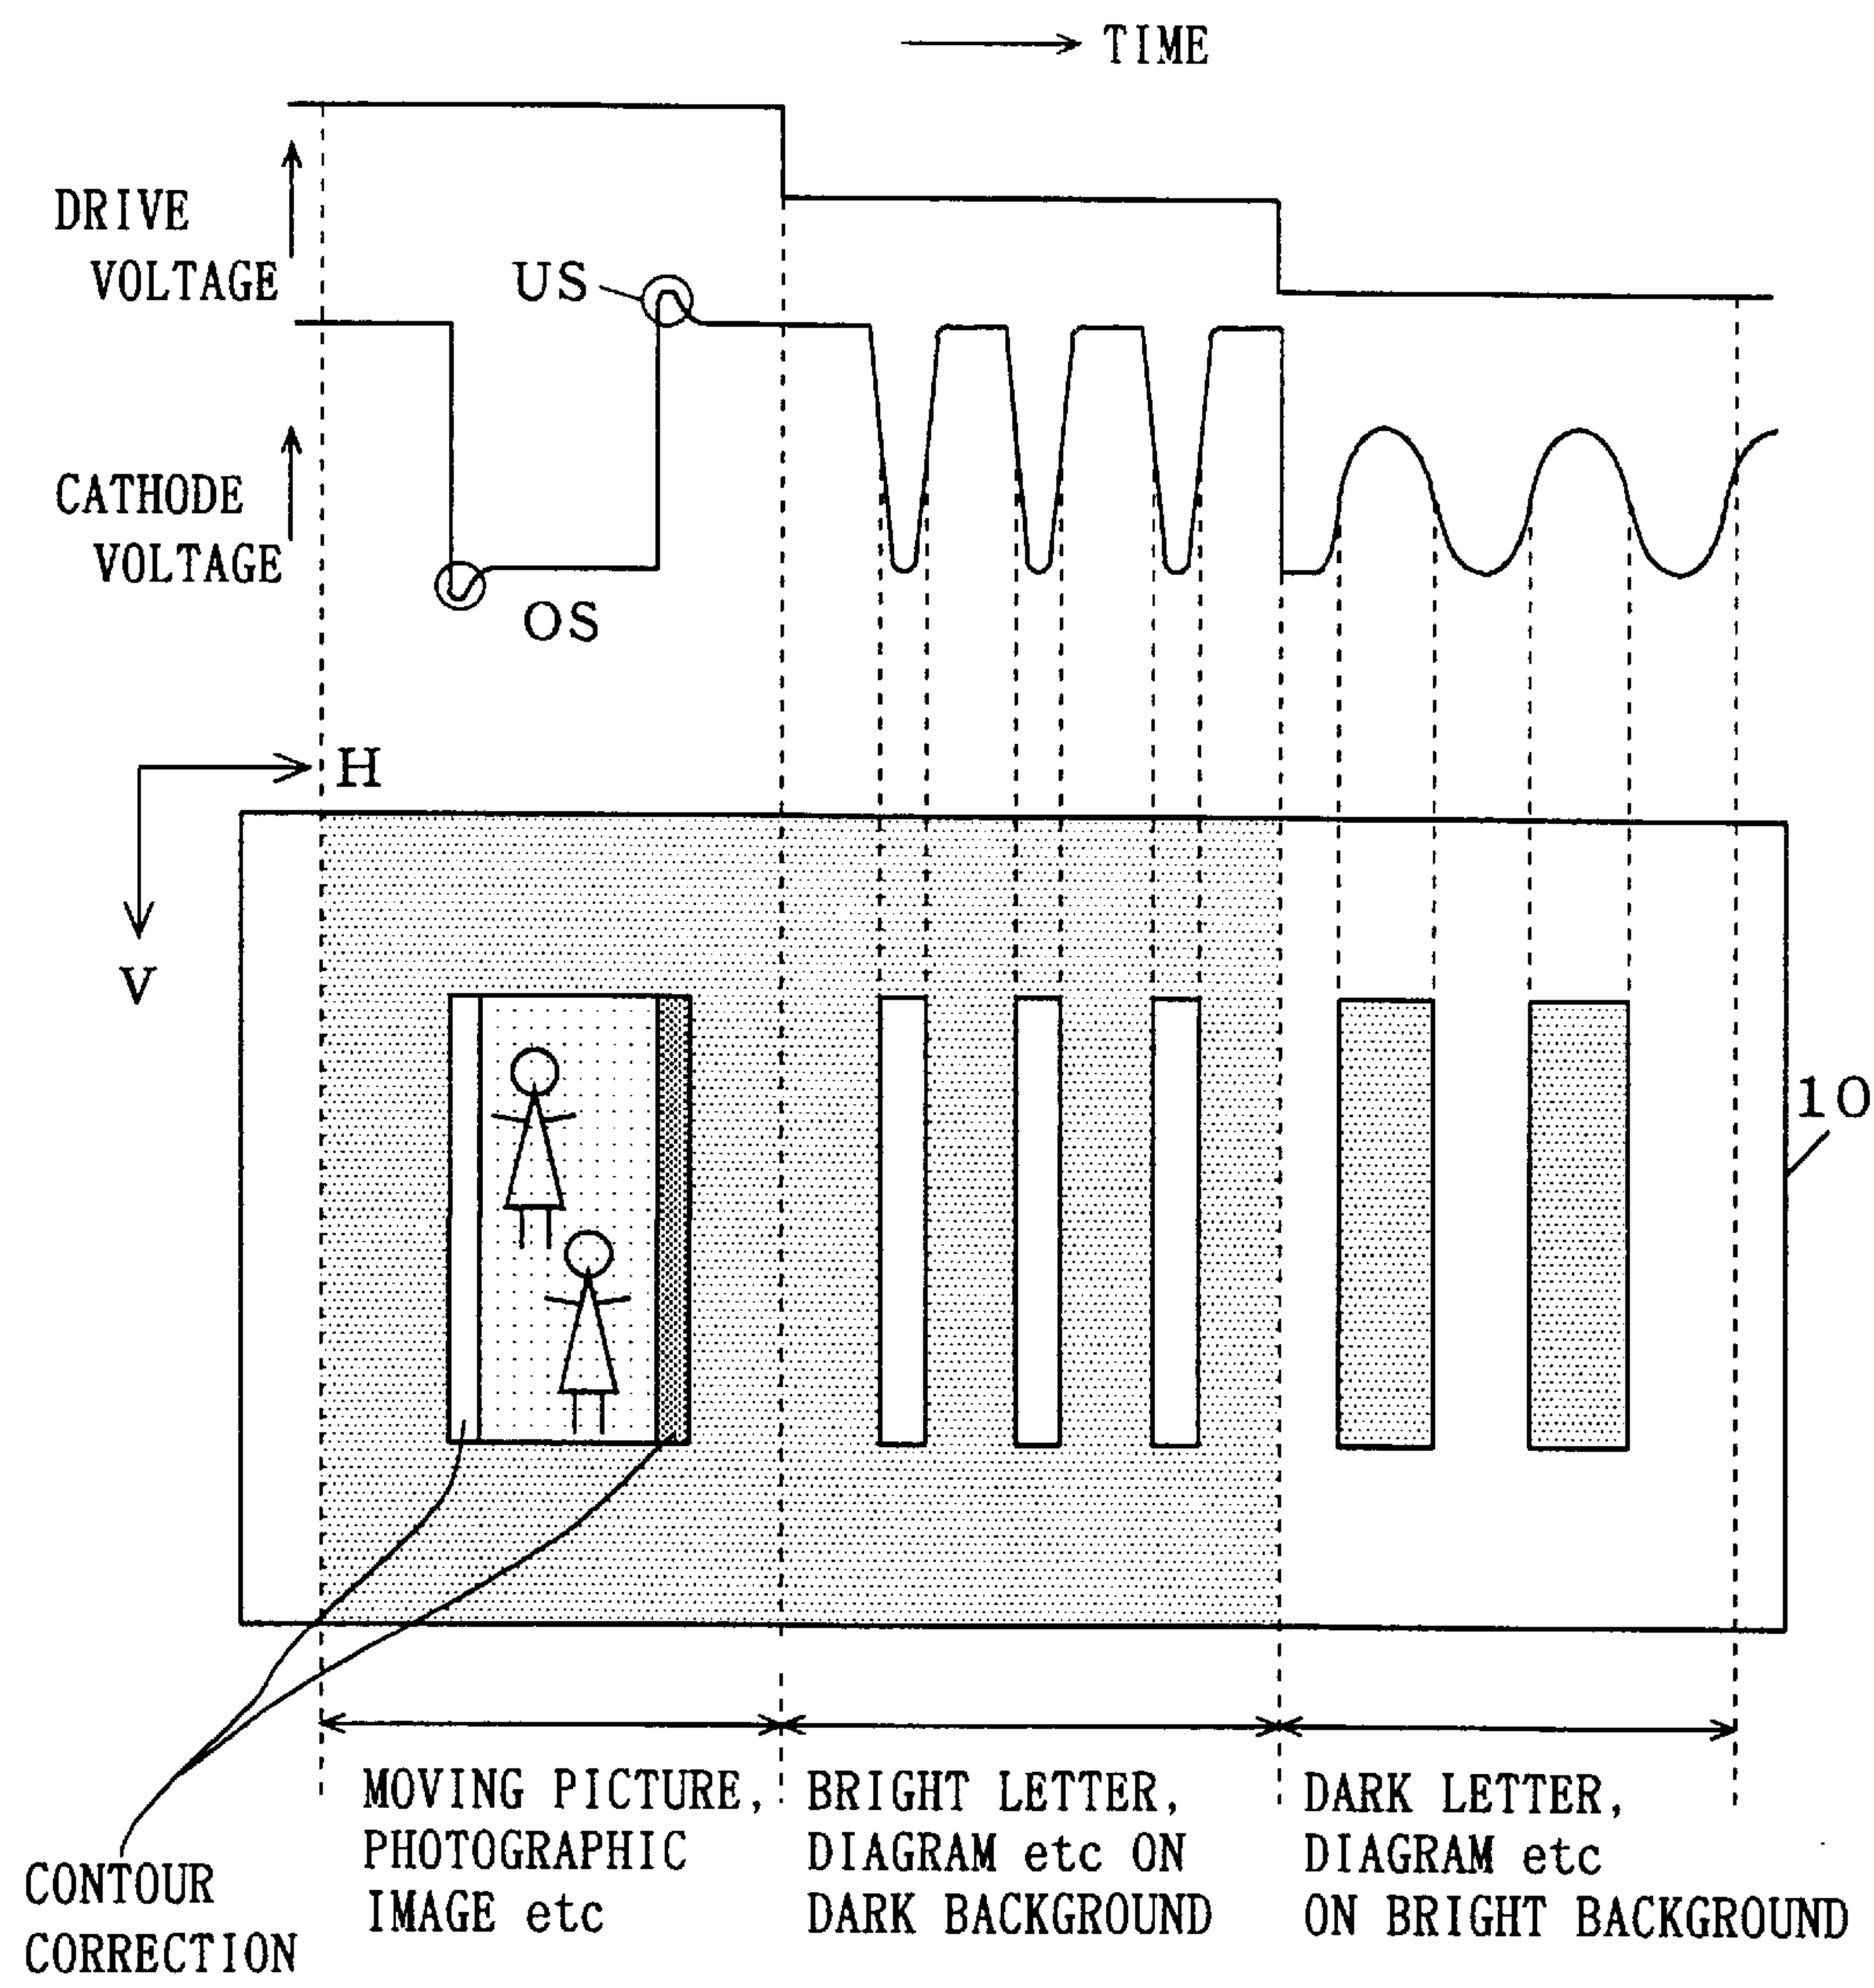 TIME
DRIVE
VOLTAGE
US
CATHODE
VOLTAGE
OS
H
V
10
MOVING PICTURE,
PHOTOGRAPHIC
IMAGE etc
BRIGHT LETTER,
DIAGRAM etc ON
DARK BACKGROUND
DARK LETTER,
DIAGRAM etc
ON BRIGHT BACKGROUND
CONTOUR
CORRECTION